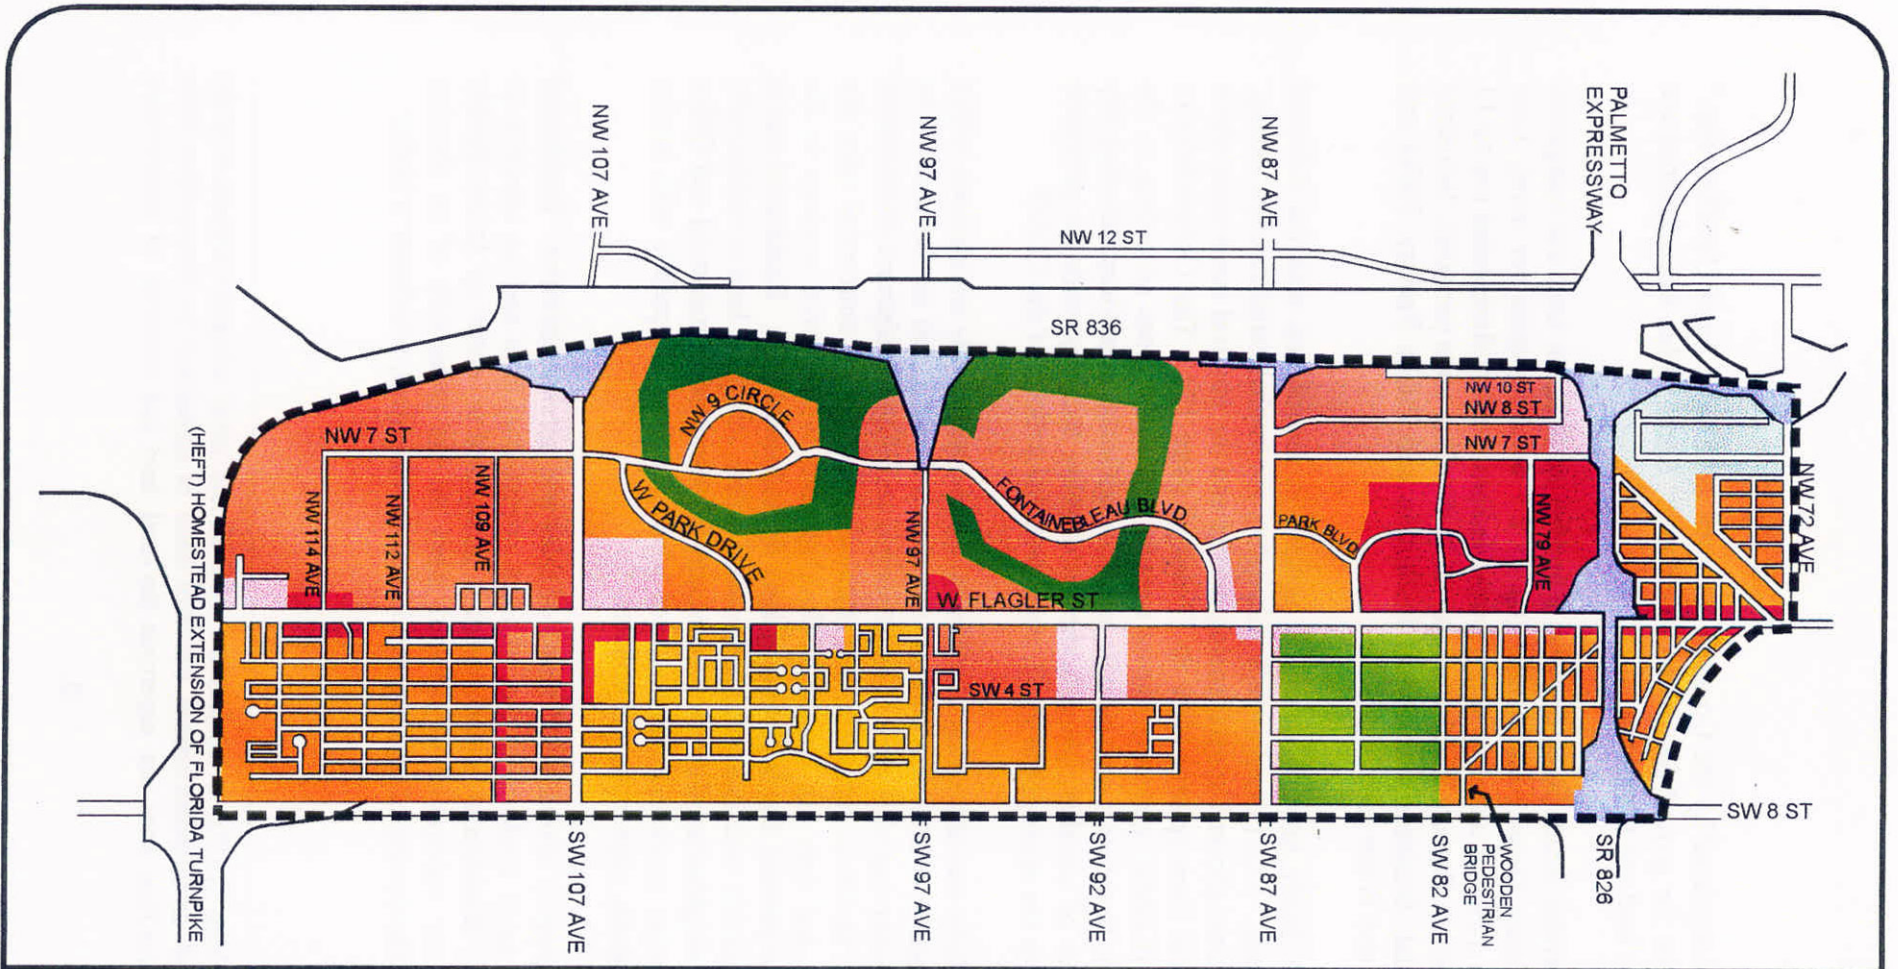 PALMETTO
EXPRESSWAY
NW 107 AVE
NW 97 AVE
NW 87 AVE
NW 12 ST
SR 836
NW 10 ST
NW 8 ST
NW 7 ST
NW 7 ST
NW 9 CIRCLE
NW 72 AVE
NW 114 AVE
NW 112 AVE
NW 109 AVE
W PARK DRIVE
NW 97 AVE
FONTAINEBLEAU BLVD
PARK BLVD
NW 79 AVE
W FLAGLER ST
SW 4 ST
(HEFT) HOMESTEAD EXTENSION OF FLORIDA TURNPIKE
SW 8 ST
SW 107 AVE
SW 97 AVE
SW 92 AVE
SW 87 AVE
SW 82 AVE
WOODEN
PEDESTRIAN
BRIDGE
SR 826